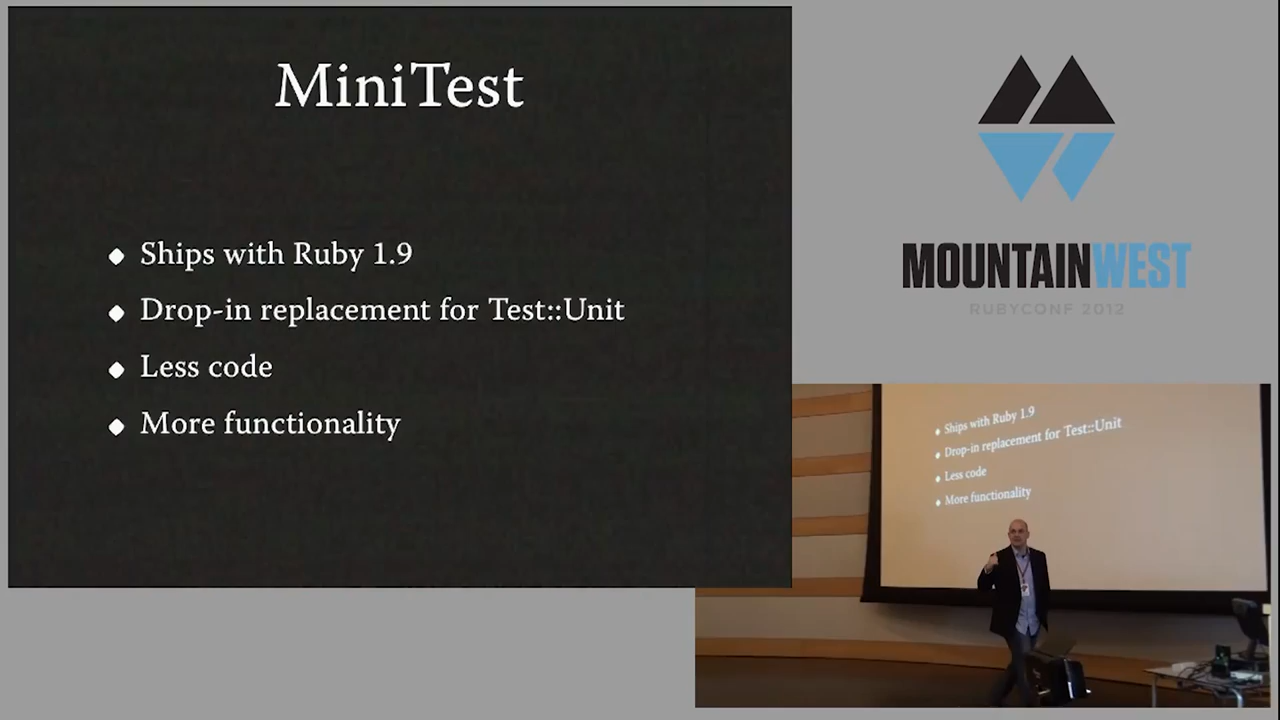 MiniTest
Ships with Ruby 1.9
Drop-in replacement for Test::Unit
Less code
More functionality
MOUNTAINWEST
RUBYCONF 2012
Ships with Ruby 1.9
Drop-in replacement for Test::Unit
Less code
More functionality